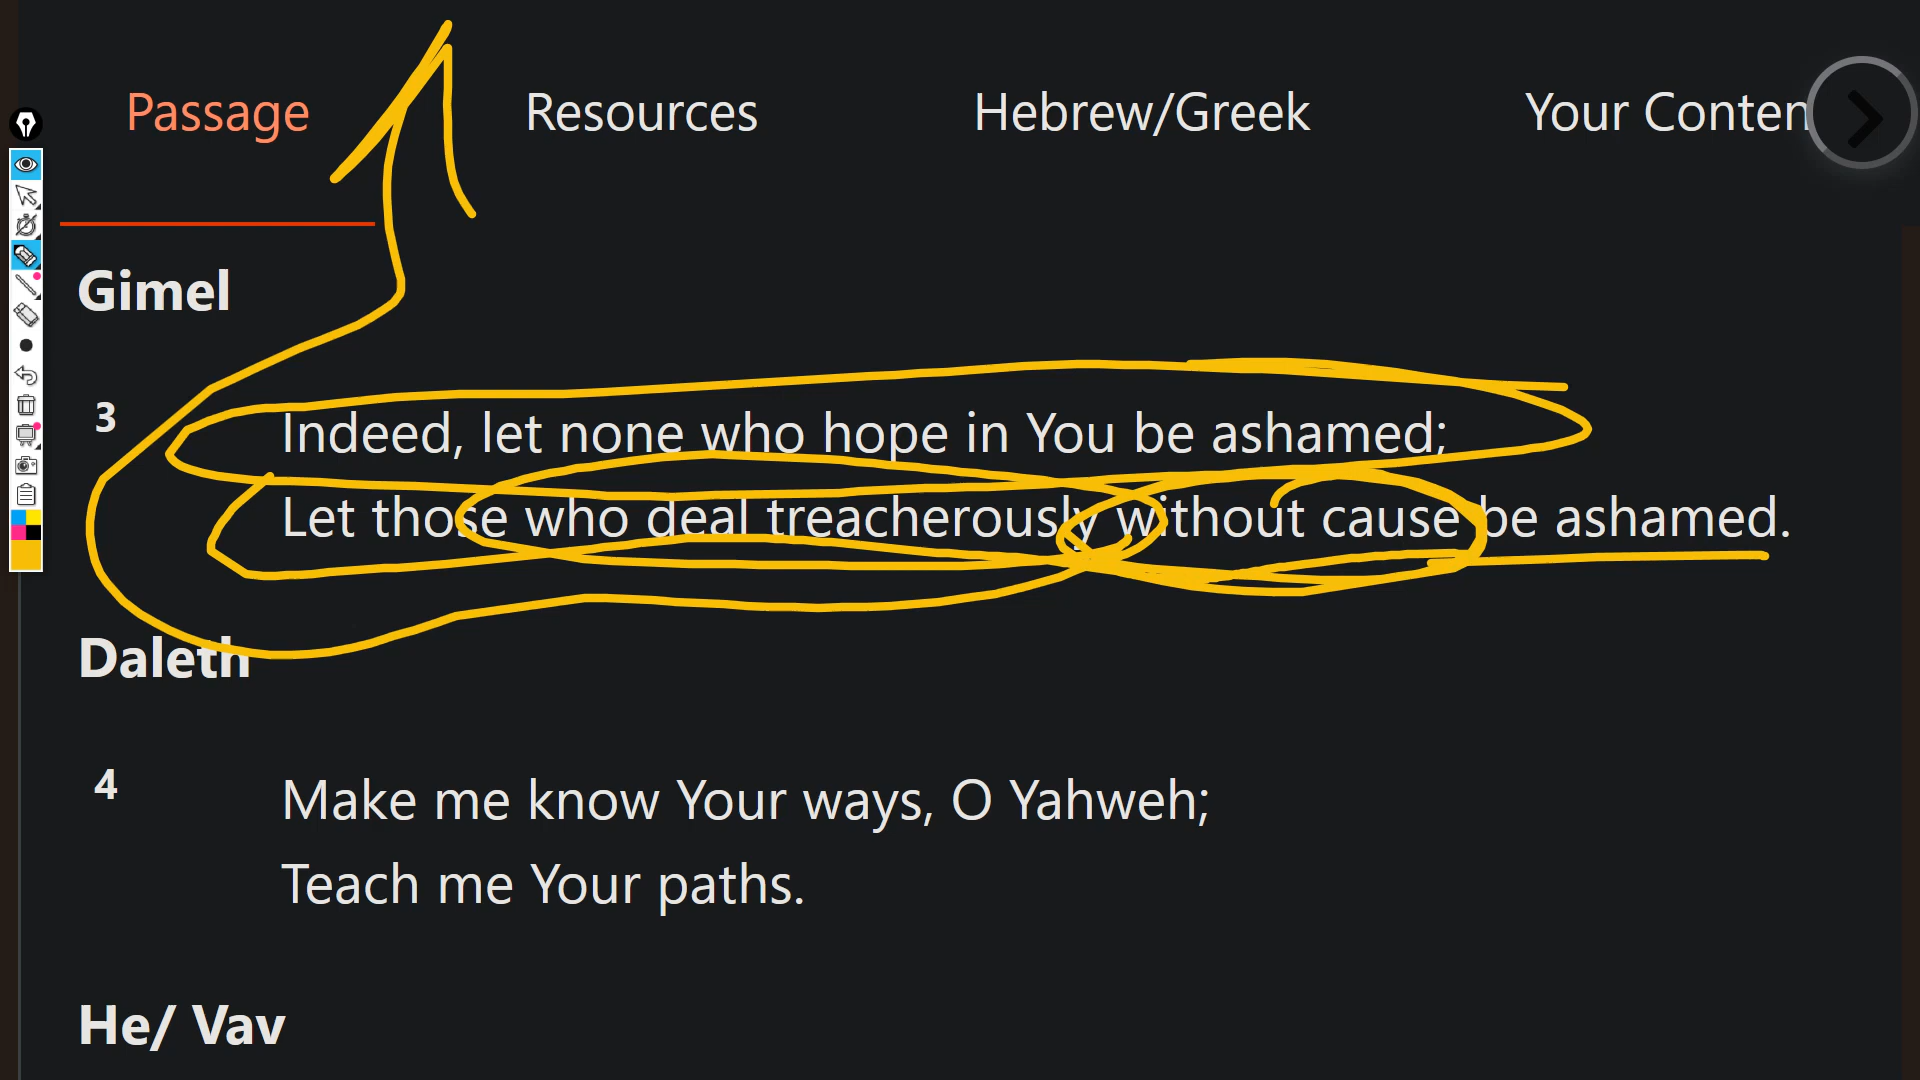 Passage Resources Hebrew/Greek Your Conten
Gimel
3 Indeed, let none who hope in You be ashamed;
Let those who deal treacherously without cause be ashamed.
Daleth
4 Make me know Your ways, O Yahweh;
Teach me Your paths.
He/ Vav